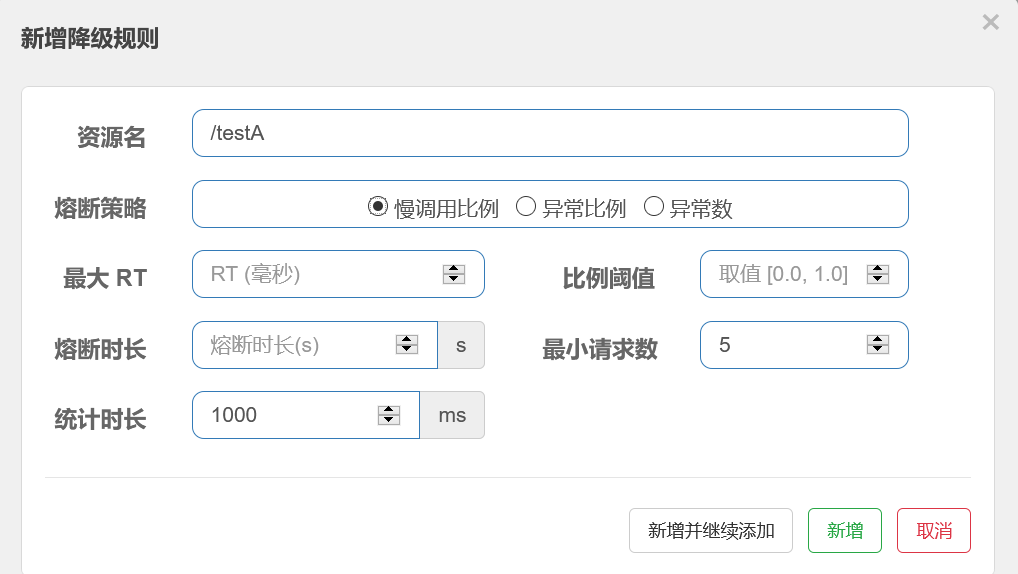 新增降级规则
×
资源名 /testA
熔断策略 慢调用比例 异常比例 异常数
最大 RT RT (毫秒) 比例阈值 取值 [0.0, 1.0]
熔断时长 熔断时长(s) s 最小请求数 5
统计时长 1000 ms
新增并继续添加 新增 取消